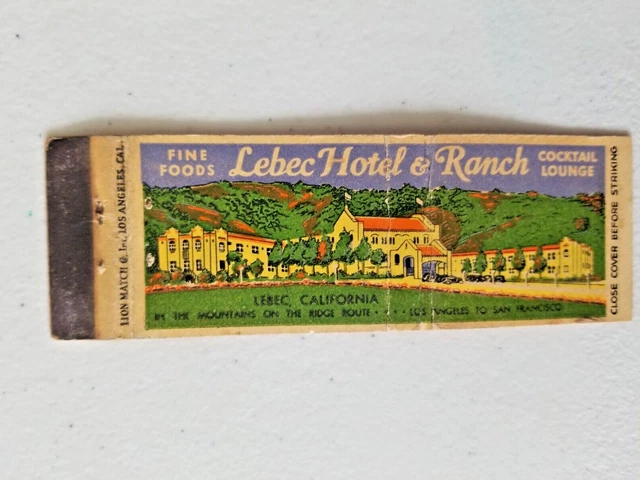 LION MATCH CO. INC. LOS ANGELES, CAL.
FINE
FOODS
Lebec Hotel & Ranch
COCKTAIL
LOUNGE
LEBEC, CALIFORNIA
IN THE MOUNTAINS ON THE RIDGE ROUTE · · · · LOS ANGELES TO SAN FRANCISCO
CLOSE COVER BEFORE STRIKING